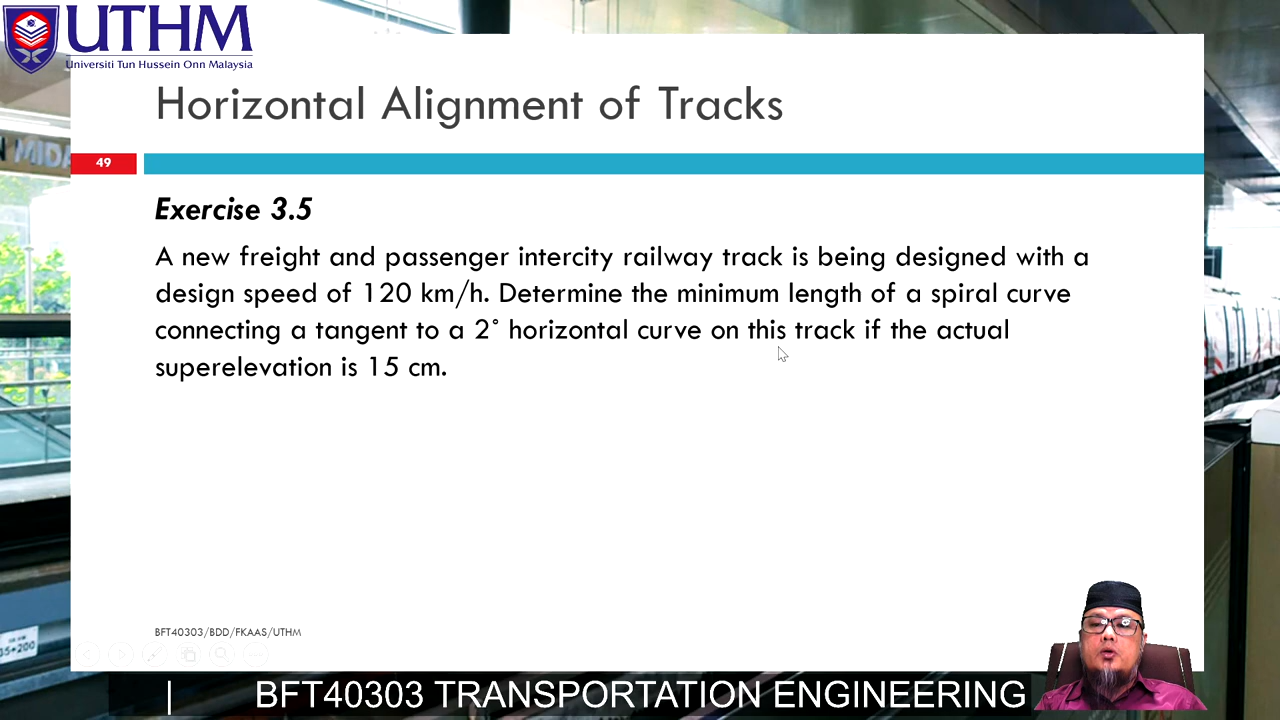 UTHM
Universiti Tun Hussein Onn Malaysia
Horizontal Alignment of Tracks
MIDA
49
Exercise 3.5
A new freight and passenger intercity railway track is being designed with a
design speed of 120 km/h. Determine the minimum length of a spiral curve
connecting a tangent to a 2˚ horizontal curve on this track if the actual
superelevation is 15 cm.
BFT40303/BDD/FKAAS/UTHM
| BFT40303 TRANSPORTATION ENGINEERING